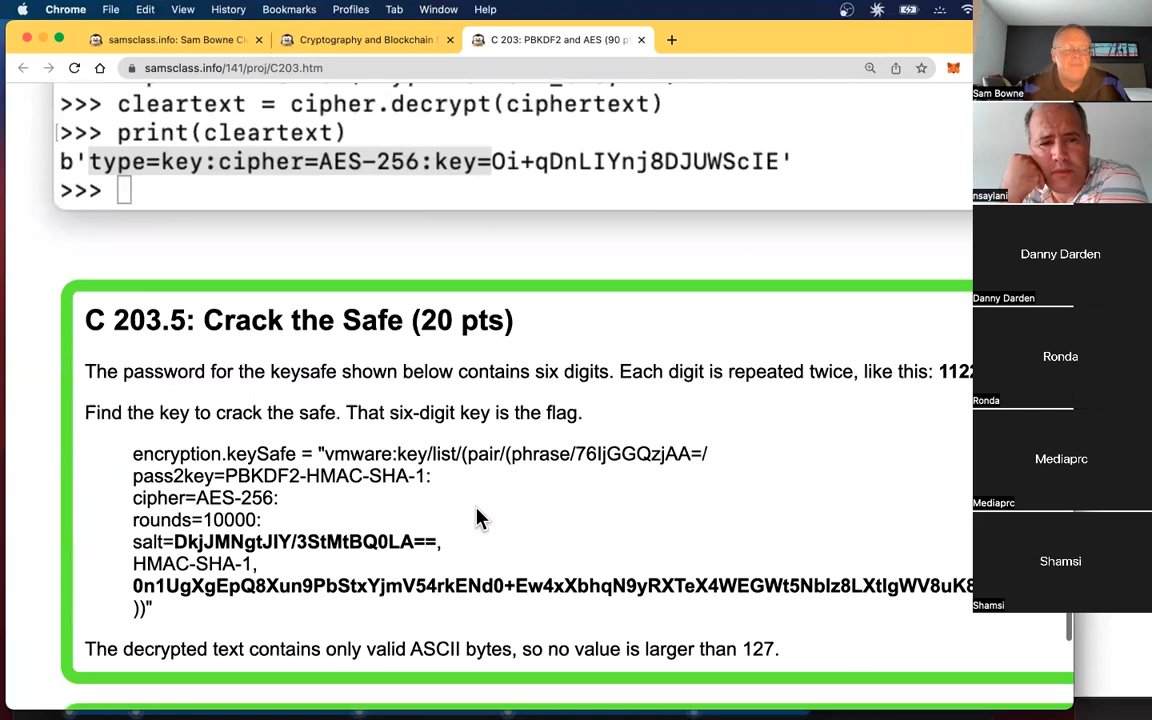 Chrome File Edit View History Bookmarks Profiles Tab Window Help
samsclass.info: Sam Bowne Cl
Cryptography and Blockchain
C 203: PBKDF2 and AES (90 p
samsclass.info/141/proj/C203.htm
>>> cleartext = cipher.decrypt(ciphertext)
>>> print(cleartext)
b'type=key:cipher=AES-256:key=Oi+qDnLIYnj8DJUWScIE'
>>>
C 203.5: Crack the Safe (20 pts)
The password for the keysafe shown below contains six digits. Each digit is repeated twice, like this: 1122
Find the key to crack the safe. That six-digit key is the flag.
encryption.keySafe = "vmware:key/list/(pair/(phrase/76IjGGQzjAA=/
pass2key=PBKDF2-HMAC-SHA-1:
cipher=AES-256:
rounds=10000:
salt=DkjJMNgtJIY/3StMtBQ0LA==,
HMAC-SHA-1,
0n1UgXgEpQ8Xun9PbStxYjmV54rkENd0+Ew4xXbhqN9yRXTeX4WEGWt5NbIz8LXtIgWV8uK8
))"
The decrypted text contains only valid ASCII bytes, so no value is larger than 127.
Sam Bowne
nsaylani
Danny Darden
Danny Darden
Ronda
Ronda
Mediaprc
Mediaprc
Shamsi
Shamsi